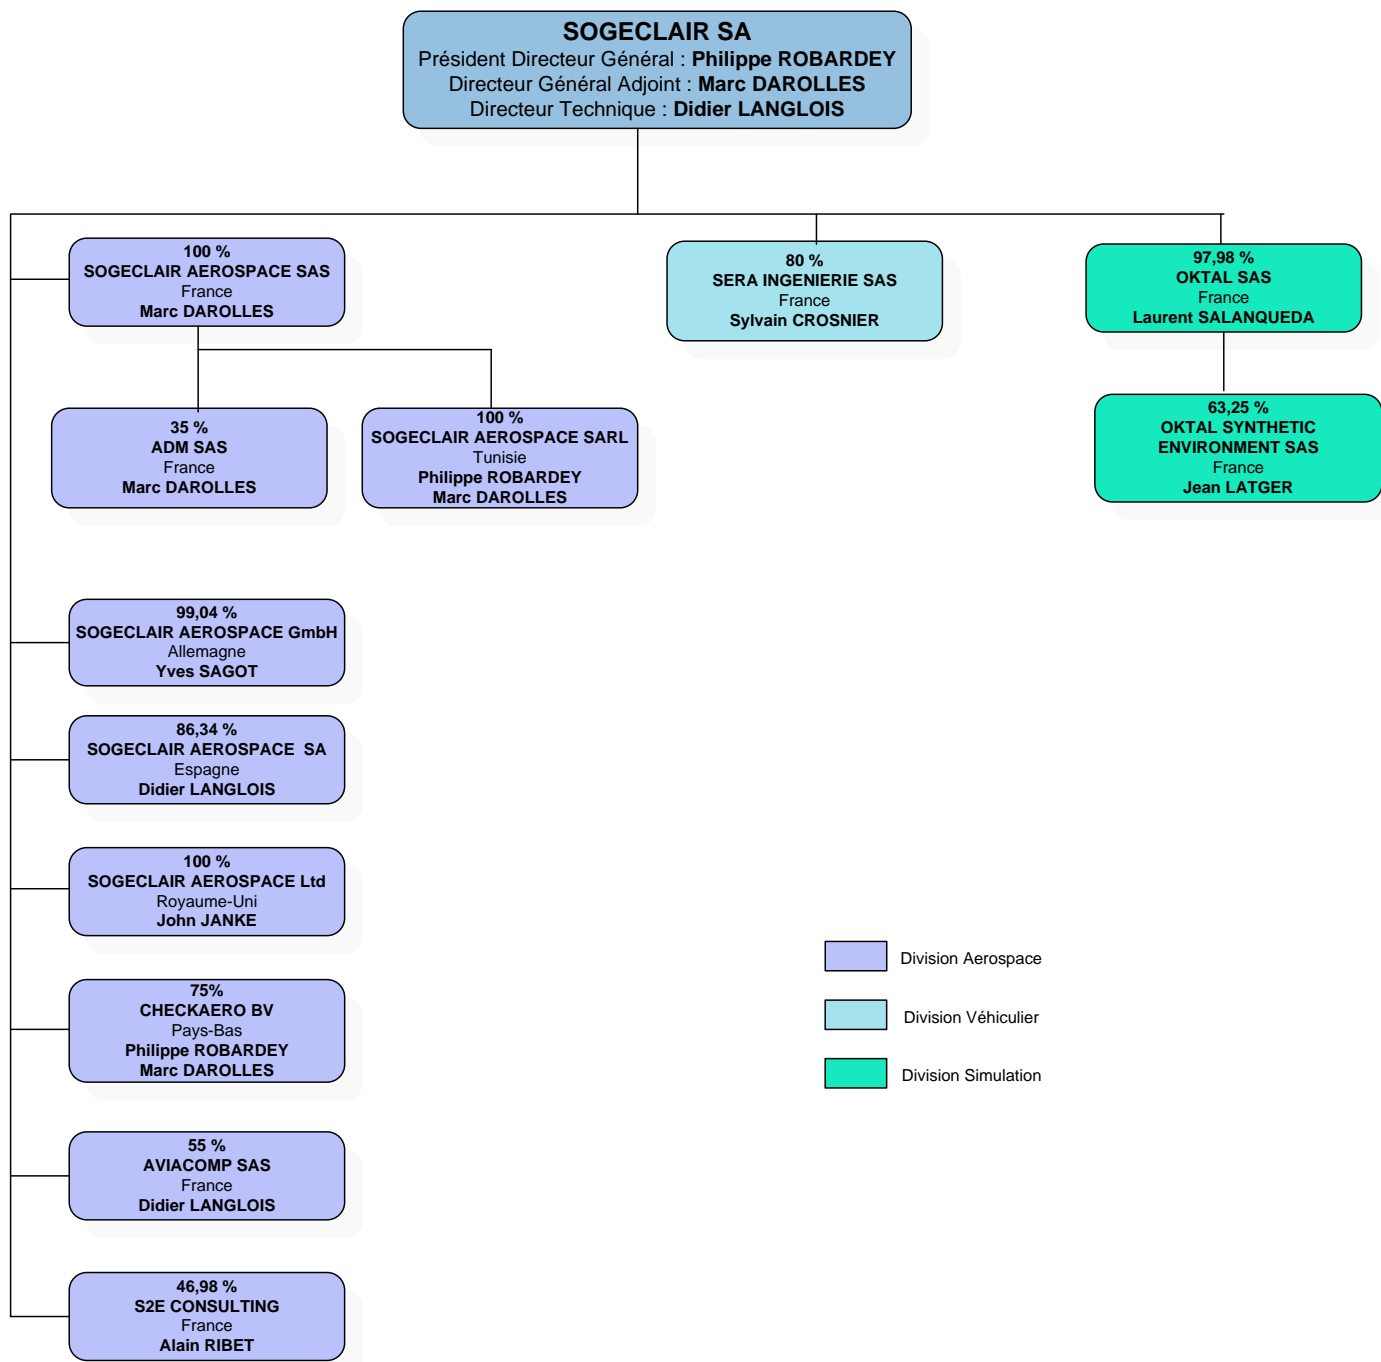 SOGECLAIR SA
Président Directeur Général : Philippe ROBARDEY
Directeur Général Adjoint : Marc DAROLLES
Directeur Technique : Didier LANGLOIS
100 %
SOGECLAIR AEROSPACE SAS
France
Marc DAROLLES
80 %
SERA INGENIERIE SAS
France
Sylvain CROSNIER
97,98 %
OKTAL SAS
France
Laurent SALANQUEDA
35 %
ADM SAS
France
Marc DAROLLES
100 %
SOGECLAIR AEROSPACE SARL
Tunisie
Philippe ROBARDEY
Marc DAROLLES
63,25 %
OKTAL SYNTHETIC
ENVIRONMENT SAS
France
Jean LATGER
99,04 %
SOGECLAIR AEROSPACE GmbH
Allemagne
Yves SAGOT
86,34 %
SOGECLAIR AEROSPACE  SA
Espagne
Didier LANGLOIS
100 %
SOGECLAIR AEROSPACE Ltd
Royaume-Uni
John JANKE
75%
CHECKAERO BV
Pays-Bas
Philippe ROBARDEY
Marc DAROLLES
55 %
AVIACOMP SAS
France
Didier LANGLOIS
46,98 %
S2E CONSULTING
France
Alain RIBET
Division Aerospace
Division Véhiculier
Division Simulation